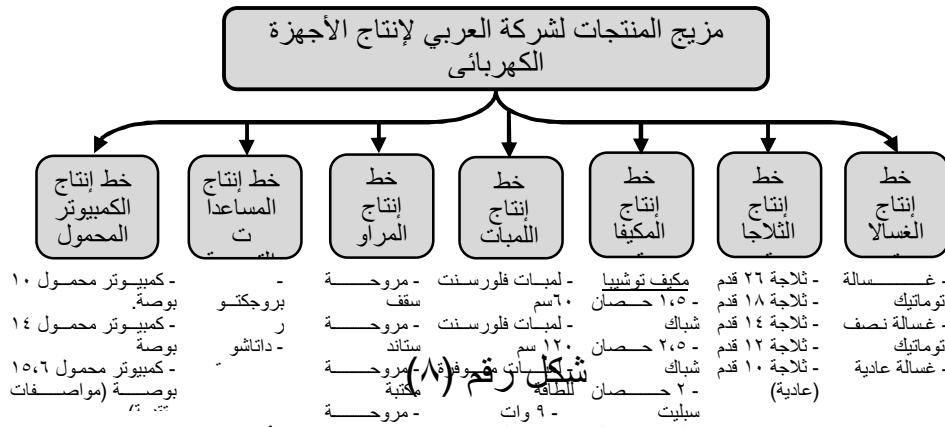 مزيج المنتجات لشركة العربي لإنتاج الأجهزة
الكهربائى
خط
إنتاج
الغسالا
خط
إنتاج
الثلاجا
خط
إنتاج
المكيفا
خط
إنتاج
اللمبات
خط
إنتاج
المراو
خط إنتاج
المساعدا
ت
خط إنتاج
الكمبيوتر
المحمول
- غسالة
توماتيك
- غسالة نصف
توماتيك
- غسالة عادية
- ثلاجة ٢٦ قدم
- ثلاجة ١٨ قدم
- ثلاجة ١٤ قدم
- ثلاجة ١٢ قدم
- ثلاجة ١٠ قدم
(عادية)
مكيف توشيبا
- ١،٥ حصان
شباك
- ٢،٥ حصان
شباك
- ٢ حصان
سبليت
- لمبات فلورسنت
٦٠سم
- لمبات فلورسنت
١٢٠ سم
- لمبات موفرة
للطاقة
- ٩ وات
- مروحة
سقف
- مروحة
ستاند
- مروحة
مكتبة
- مروحة
-
بروجكتو
ر
- داتاشو
- كمبيوتر محمول ١٠
بوصة.
- كمبيوتر محمول ١٤
بوصة
- كمبيوتر محمول ١٥،٦
بوصة (مواصفات
شكل رقم (٨)